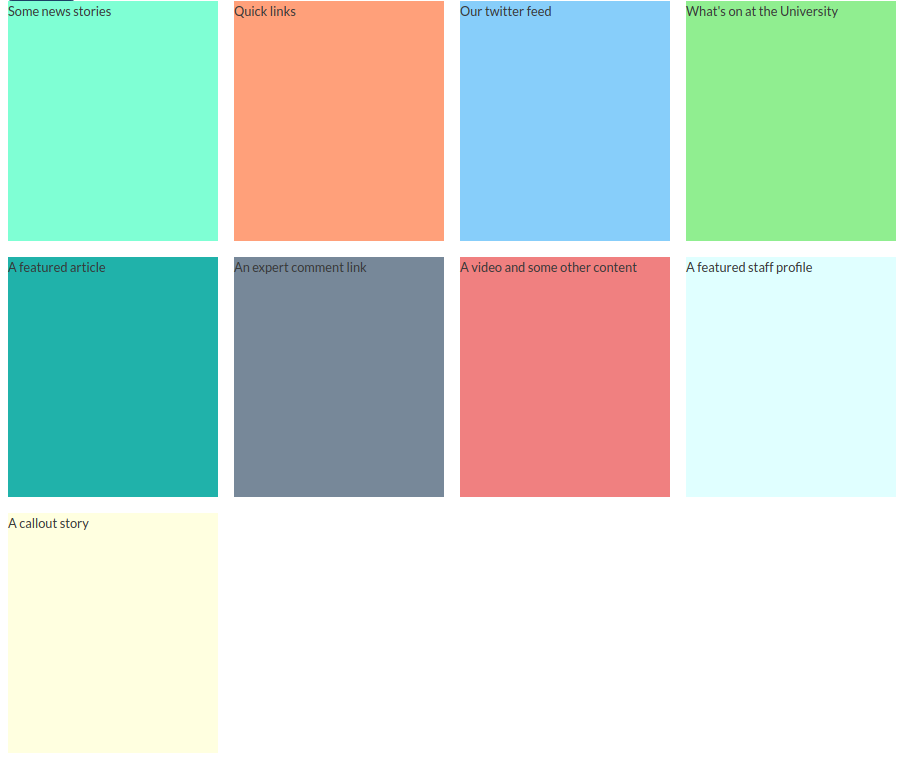 Some news stories
Quick links
Our twitter feed
What's on at the University
A featured article
An expert comment link
A video and some other content
A featured staff profile
A callout story